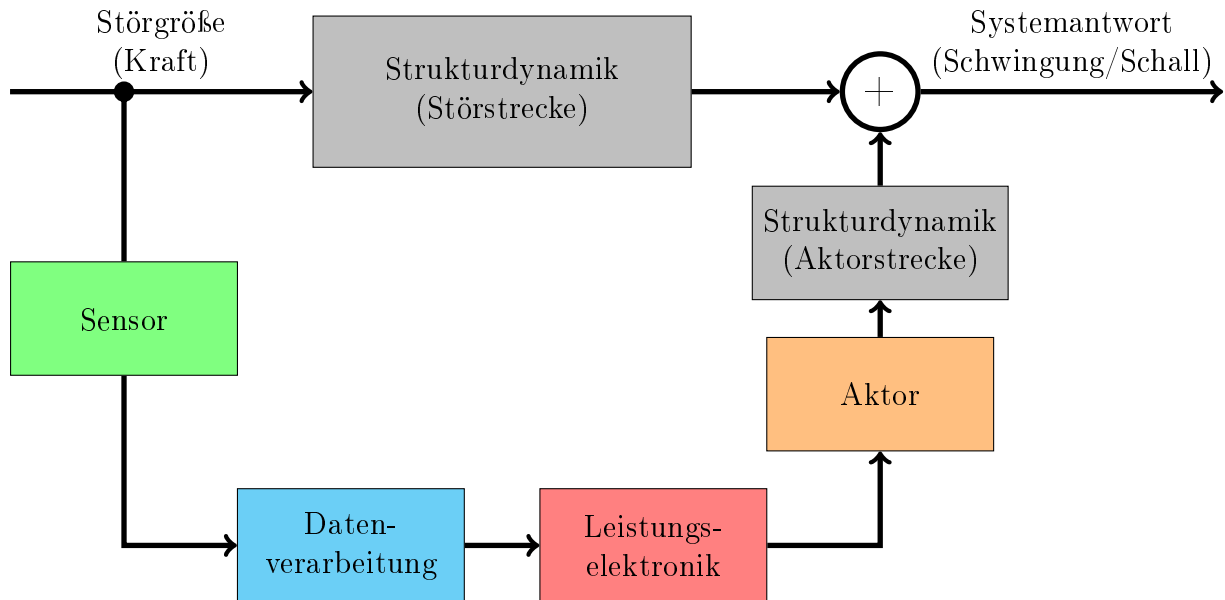 Störgröße
(Kraft)
Strukturdynamik
(Störstrecke)
+
Systemantwort
(Schwingung/Schall)
Strukturdynamik
(Aktorstrecke)
Sensor
Aktor
Daten-
verarbeitung
Leistungs-
elektronik